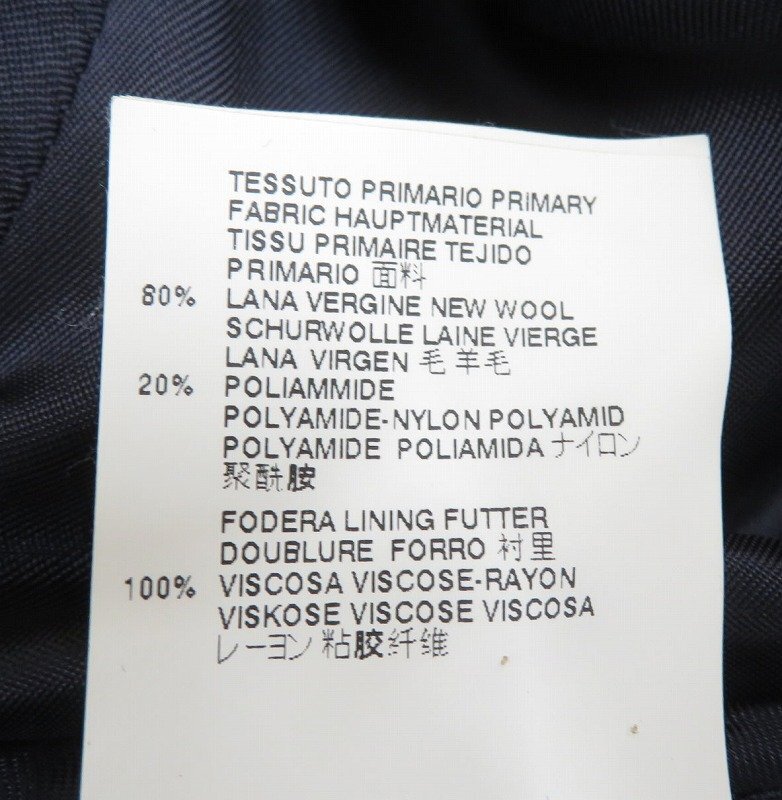 TESSUTO PRIMARIO PRIMARY
FABRIC HAUPTMATERIAL
TISSU PRIMAIRE TEJIDO
PRIMARIO 面料
80% LANA VERGINE NEW WOOL
SCHURWOLLE LAINE VIERGE
LANA VIRGEN 毛 羊毛
20% POLIAMMIDE
POLYAMIDE-NYLON POLYAMID
POLYAMIDE POLIAMIDA ナイロン
聚酰胺
FODERA LINING FUTTER
DOUBLURE FORRO 衬里
100% VISCOSA VISCOSE-RAYON
VISKOSE VISCOSE VISCOSA
レーヨン 粘胶纤维